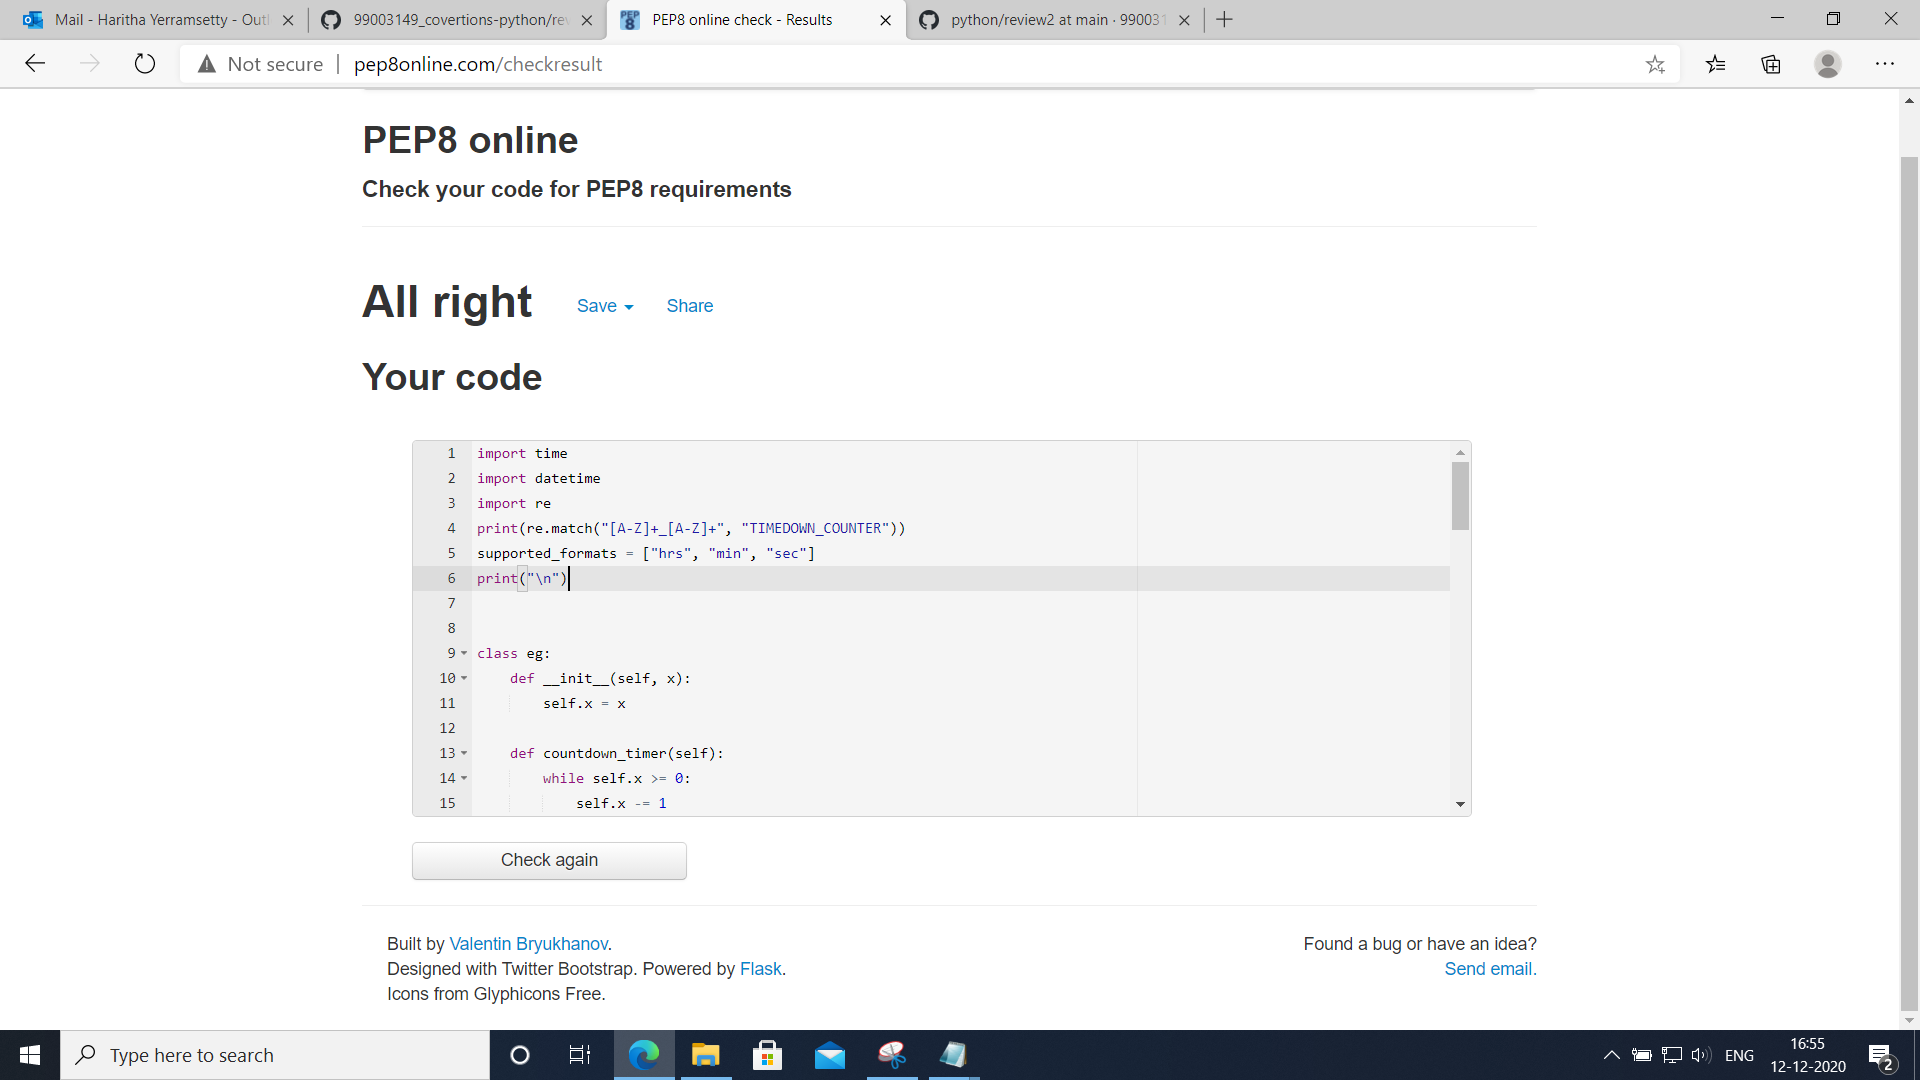 Mail - Haritha Yerramsetty - Outl
99003149_covertions-python/rev
PEP8 online check - Results
python/review2 at main · 990031
Not secure | pep8online.com/checkresult
PEP8 online
Check your code for PEP8 requirements
All right
Save
Share
Your code
1 import time
2 import datetime
3 import re
4 print(re.match("[A-Z]+_[A-Z]+", "TIMEDOWN_COUNTER"))
5 supported_formats = ["hrs", "min", "sec"]
6 print("\n")
7
8
9 class eg:
10 def __init__(self, x):
11 self.x = x
12
13 def countdown_timer(self):
14 while self.x >= 0:
15 self.x -= 1
Check again
Built by Valentin Bryukhanov.
Designed with Twitter Bootstrap. Powered by Flask.
Icons from Glyphicons Free.
Found a bug or have an idea?
Send email.
Type here to search
ENG
16:55
12-12-2020
2